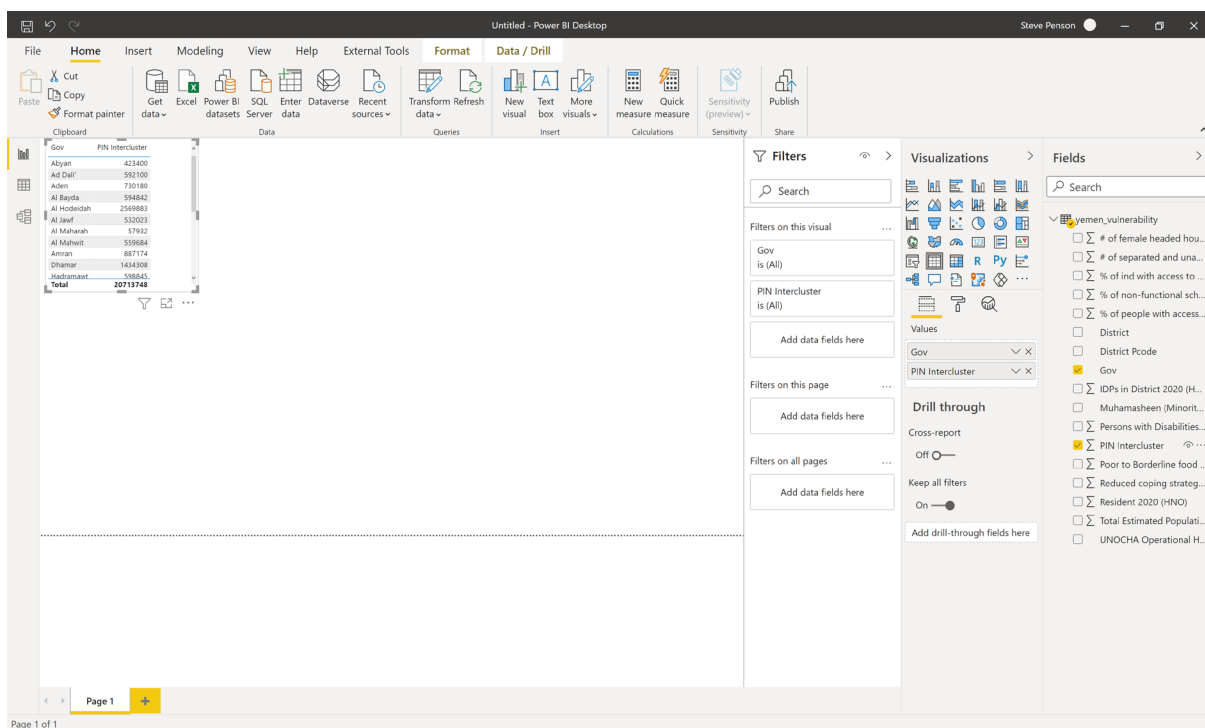 Untitled - Power BI Desktop
Steve Penson
File Home Insert Modeling View Help External Tools Format Data / Drill
Paste
Cut
Copy
Format painter
Get data
Excel
Power BI datasets
SQL Server
Enter data
Dataverse
Recent sources
Transform data
Refresh
New visual
Text box
More visuals
New measure
Quick measure
Sensitivity (preview)
Publish
Clipboard
Data
Queries
Insert
Calculations
Sensitivity
Share
Gov PIN Intercluster
Abyan 423400
Ad Dali' 592100
Aden 730180
Al Bayda 594842
Al Hodeidah 2569883
Al Jawf 532023
Al Maharah 57932
Al Mahwit 559684
Amran 887174
Dhamar 1434308
Hadramawt 598845
Total 20713748
Filters
Search
Filters on this visual ...
Gov
is (All)
PIN Intercluster
is (All)
Add data fields here
Filters on this page ...
Add data fields here
Filters on all pages ...
Add data fields here
Visualizations
R Py
...
Values
Gov
PIN Intercluster
Drill through
Cross-report
Off
Keep all filters
On
Add drill-through fields here
Fields
Search
yemen_vulnerability
# of female headed hou...
# of separated and una...
% of ind with access to ...
% of non-functional sch...
% of people with access...
District
District Pcode
Gov
IDPs in District 2020 (H...
Muhamasheen (Minorit...
Persons with Disabilities...
PIN Intercluster ...
Poor to Borderline food ...
Reduced coping strateg...
Resident 2020 (HNO)
Total Estimated Populati...
UNOCHA Operational H...
Page 1
Page 1 of 1